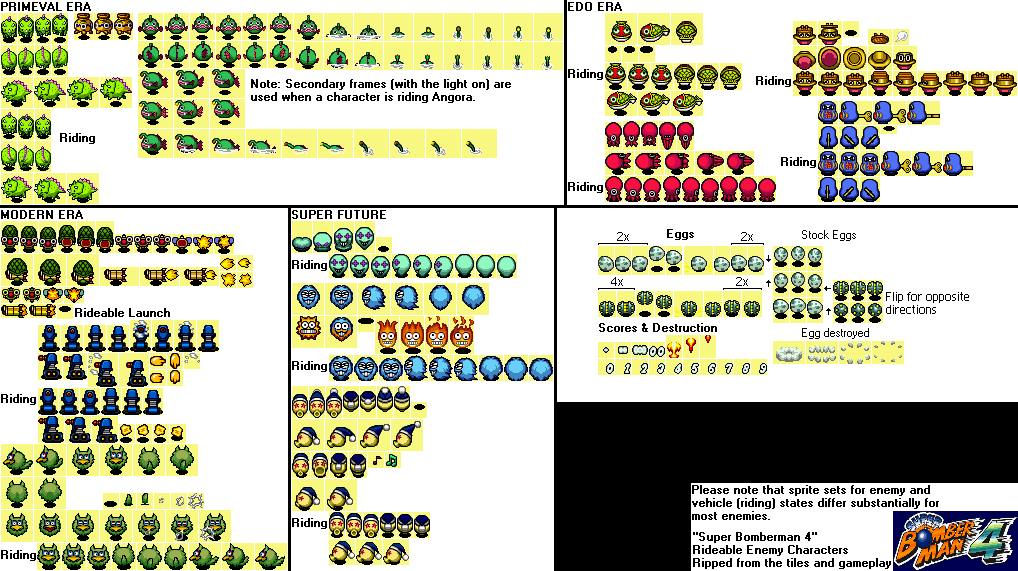 PRIMEVAL ERA
Note: Secondary frames (with the light on) are
used when a character is riding Angora.
Riding
EDO ERA
Riding
Riding
Riding
Riding
MODERN ERA
Rideable Launch
Riding
Riding
SUPER FUTURE
Riding
Riding
Riding
2x
Eggs
2x
Stock Eggs
4x
2x
Flip for opposite
directions
Scores & Destruction
Egg destroyed
0 1 2 3 4 5 6 7 8 9
Please note that sprite sets for enemy and
vehicle (riding) states differ substantially for
most enemies.
"Super Bomberman 4"
Rideable Enemy Characters
Ripped from the tiles and gameplay
SUPER
BOMBER
MAN 4